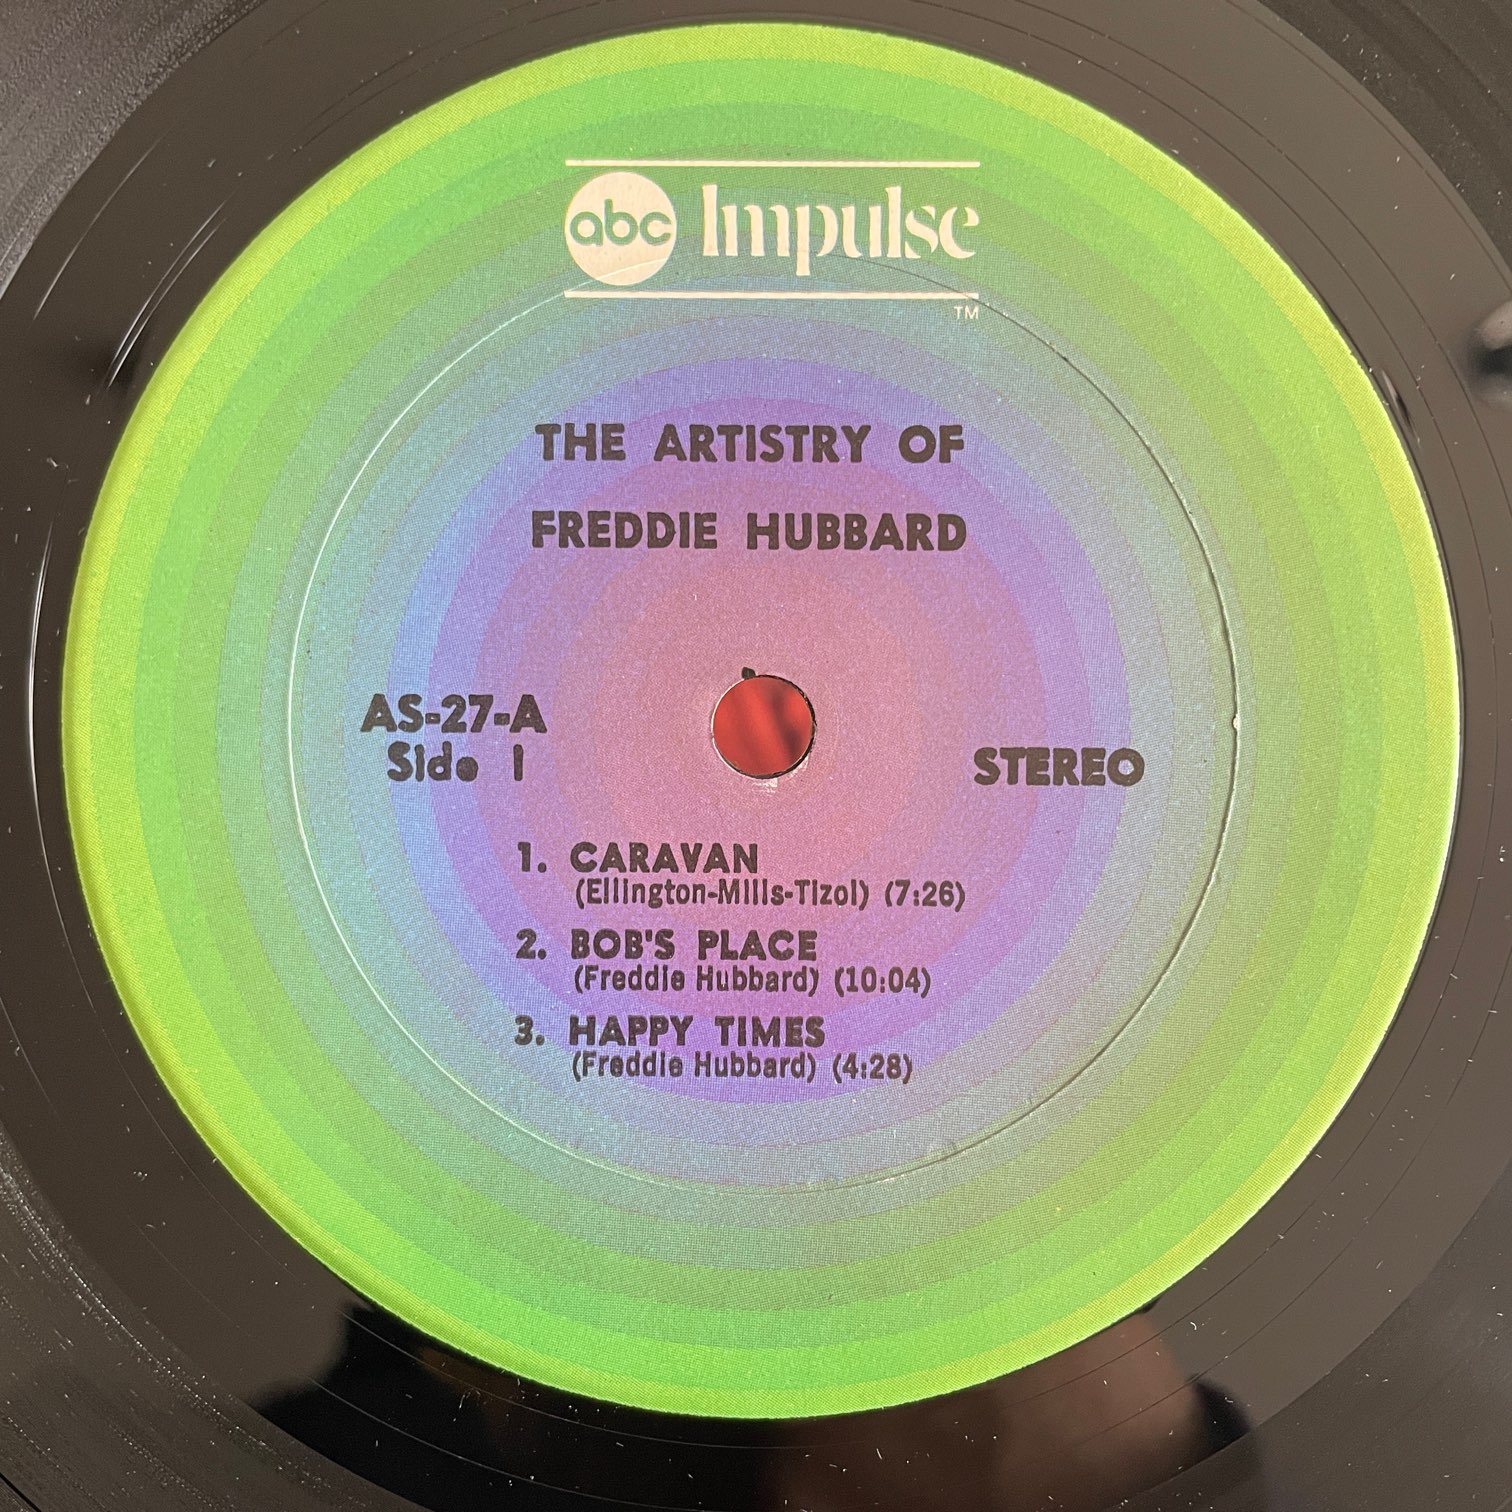 abc Impulse
TM
THE ARTISTRY OF
FREDDIE HUBBARD
AS-27-A
Side 1
STEREO
1. CARAVAN
(Ellington-Mills-Tizol) (7:26)
2. BOB'S PLACE
(Freddie Hubbard) (10:04)
3. HAPPY TIMES
(Freddie Hubbard) (4:28)